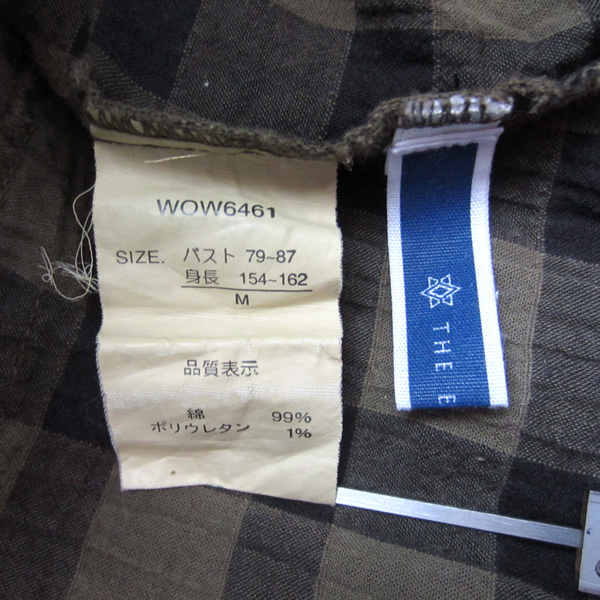 WOW6461
SIZE. バスト 79~87
身長 154~162
M
品質表示
綿 99%
ポリウレタン 1%
THE